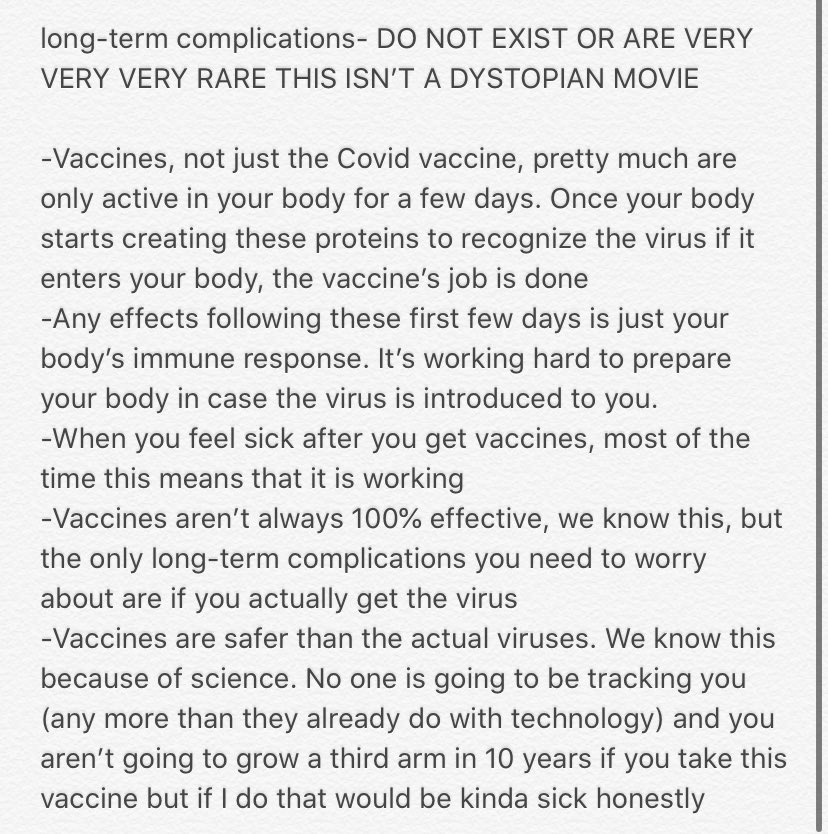 long-term complications- DO NOT EXIST OR ARE VERY
VERY VERY RARE THIS ISN’T A DYSTOPIAN MOVIE
-Vaccines, not just the Covid vaccine, pretty much are
only active in your body for a few days. Once your body
starts creating these proteins to recognize the virus if it
enters your body, the vaccine’s job is done
-Any effects following these first few days is just your
body’s immune response. It’s working hard to prepare
your body in case the virus is introduced to you.
-When you feel sick after you get vaccines, most of the
time this means that it is working
-Vaccines aren’t always 100% effective, we know this, but
the only long-term complications you need to worry
about are if you actually get the virus
-Vaccines are safer than the actual viruses. We know this
because of science. No one is going to be tracking you
(any more than they already do with technology) and you
aren’t going to grow a third arm in 10 years if you take this
vaccine but if I do that would be kinda sick honestly